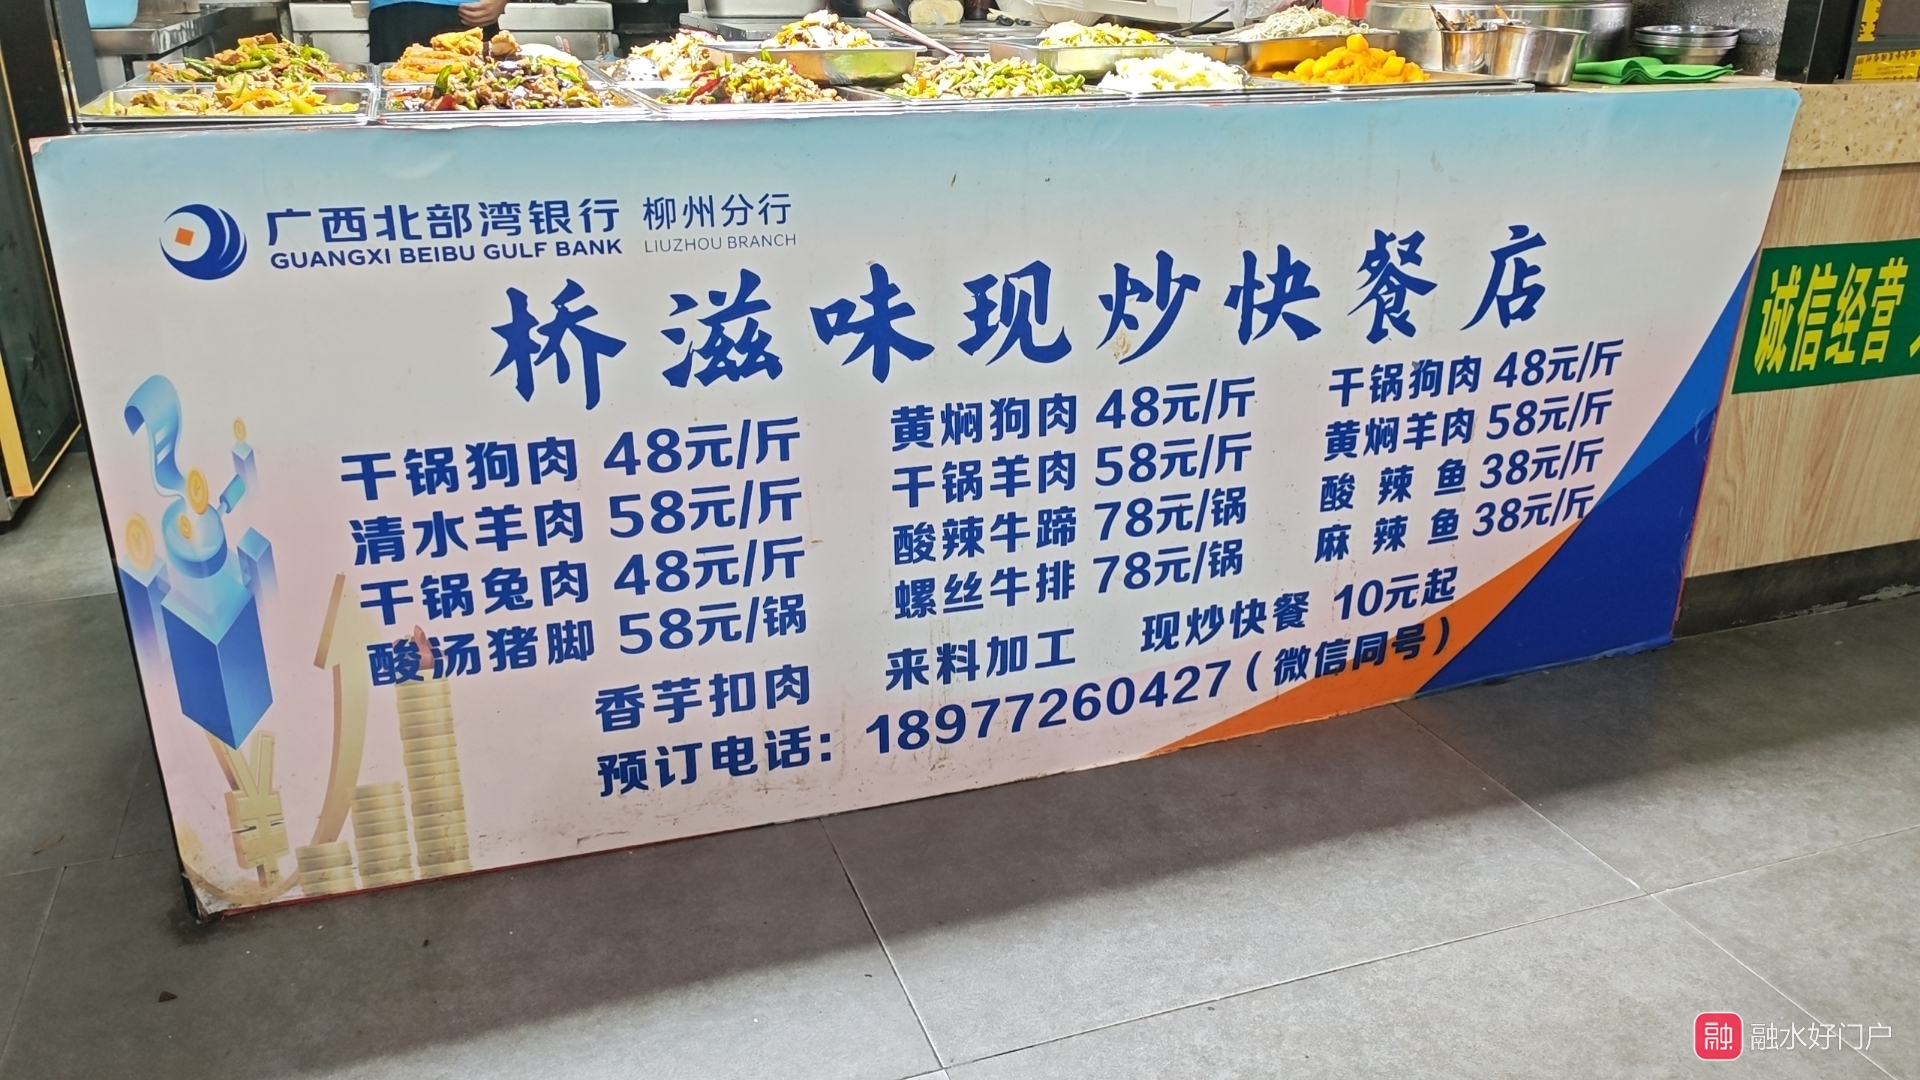 广西北部湾银行 柳州分行
GUANGXI BEIBU GULF BANK LIUZHOU BRANCH
桥滋味现炒快餐店
干锅狗肉 48元/斤
清水羊肉 58元/斤
干锅兔肉 48元/斤
酸汤猪脚 58元/锅
黄焖狗肉 48元/斤
干锅羊肉 58元/斤
酸辣牛蹄 78元/锅
螺丝牛排 78元/锅
干锅狗肉 48元/斤
黄焖羊肉 58元/斤
酸辣鱼 38元/斤
麻辣鱼 38元/斤
香芋扣肉 来料加工 现炒快餐 10元起
预订电话：18977260427（微信同号）
诚信经营
融 融水好门户